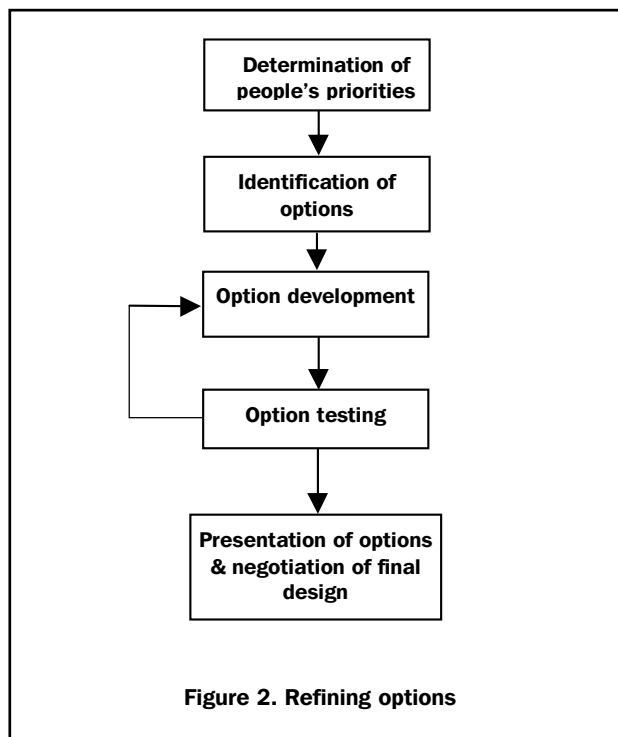 Determination of
people's priorities
Identification of
options
Option development
Option testing
Presentation of options
& negotiation of final
design
Figure 2. Refining options